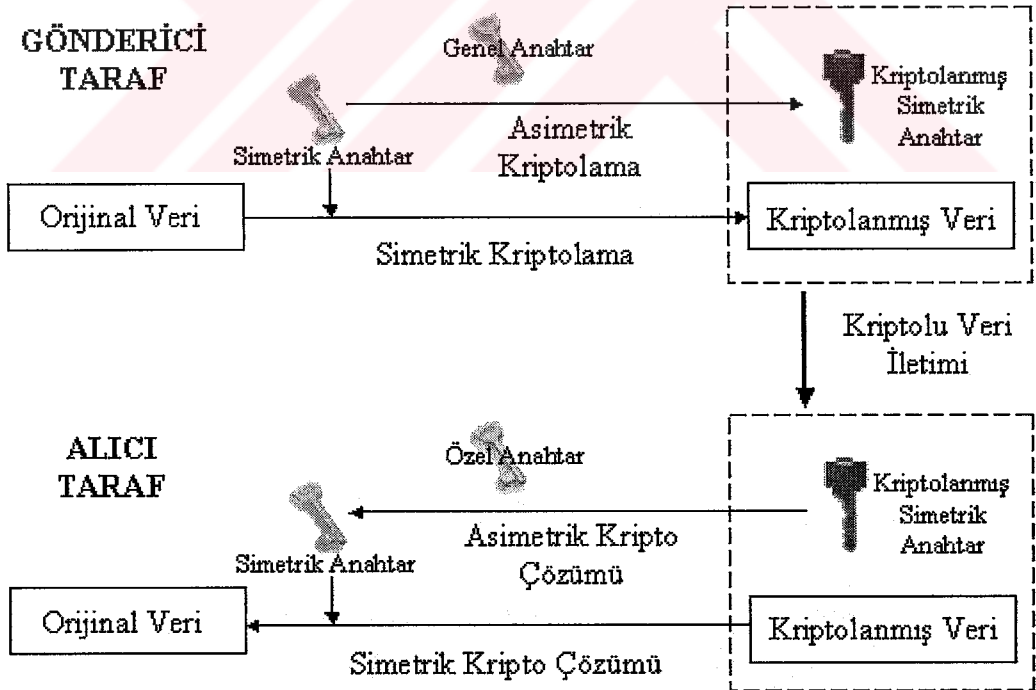 GÖNDERİCİ
TARAF
Genel Anahtar
Simetrik Anahtar
Asimetrik
Kriptolama
Kriptolanmış
Simetrik
Anahtar
Orijinal Veri
Simetrik Kriptolama
Kriptolanmış Veri
Kriptolu Veri
İletimi
ALICI
TARAF
Özel Anahtar
Simetrik Anahtar
Asimetrik Kripto
Çözümü
Kriptolanmış
Simetrik
Anahtar
Orijinal Veri
Simetrik Kripto Çözümü
Kriptolanmış Veri